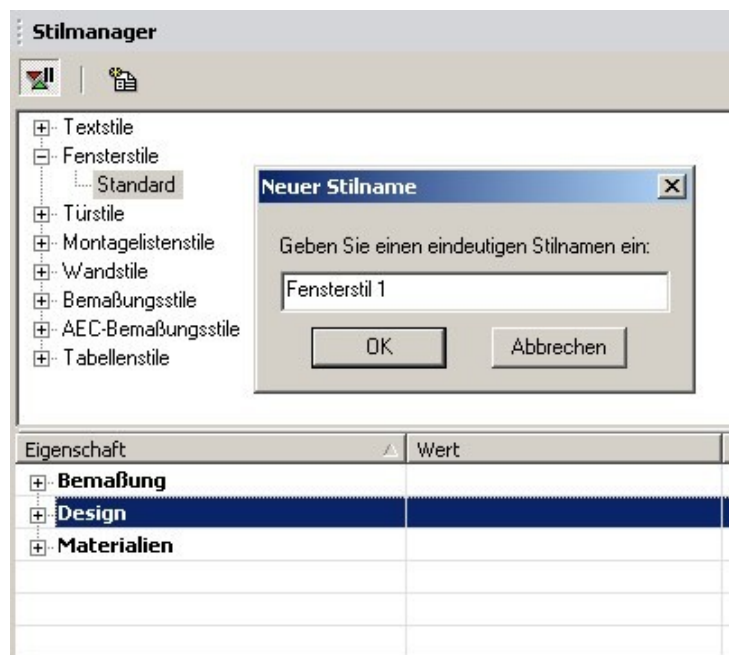 Stilmanager
Textstile
Fensterstile
Standard
Türstile
Montagelistenstile
Wandstile
Bemaßungsstile
AEC-Bemaßungsstile
Tabellenstile
Neuer Stilname
Geben Sie einen eindeutigen Stilnamen ein:
Fensterstil 1
OK
Abbrechen
Eigenschaft
Wert
Bemaßung
Design
Materialien